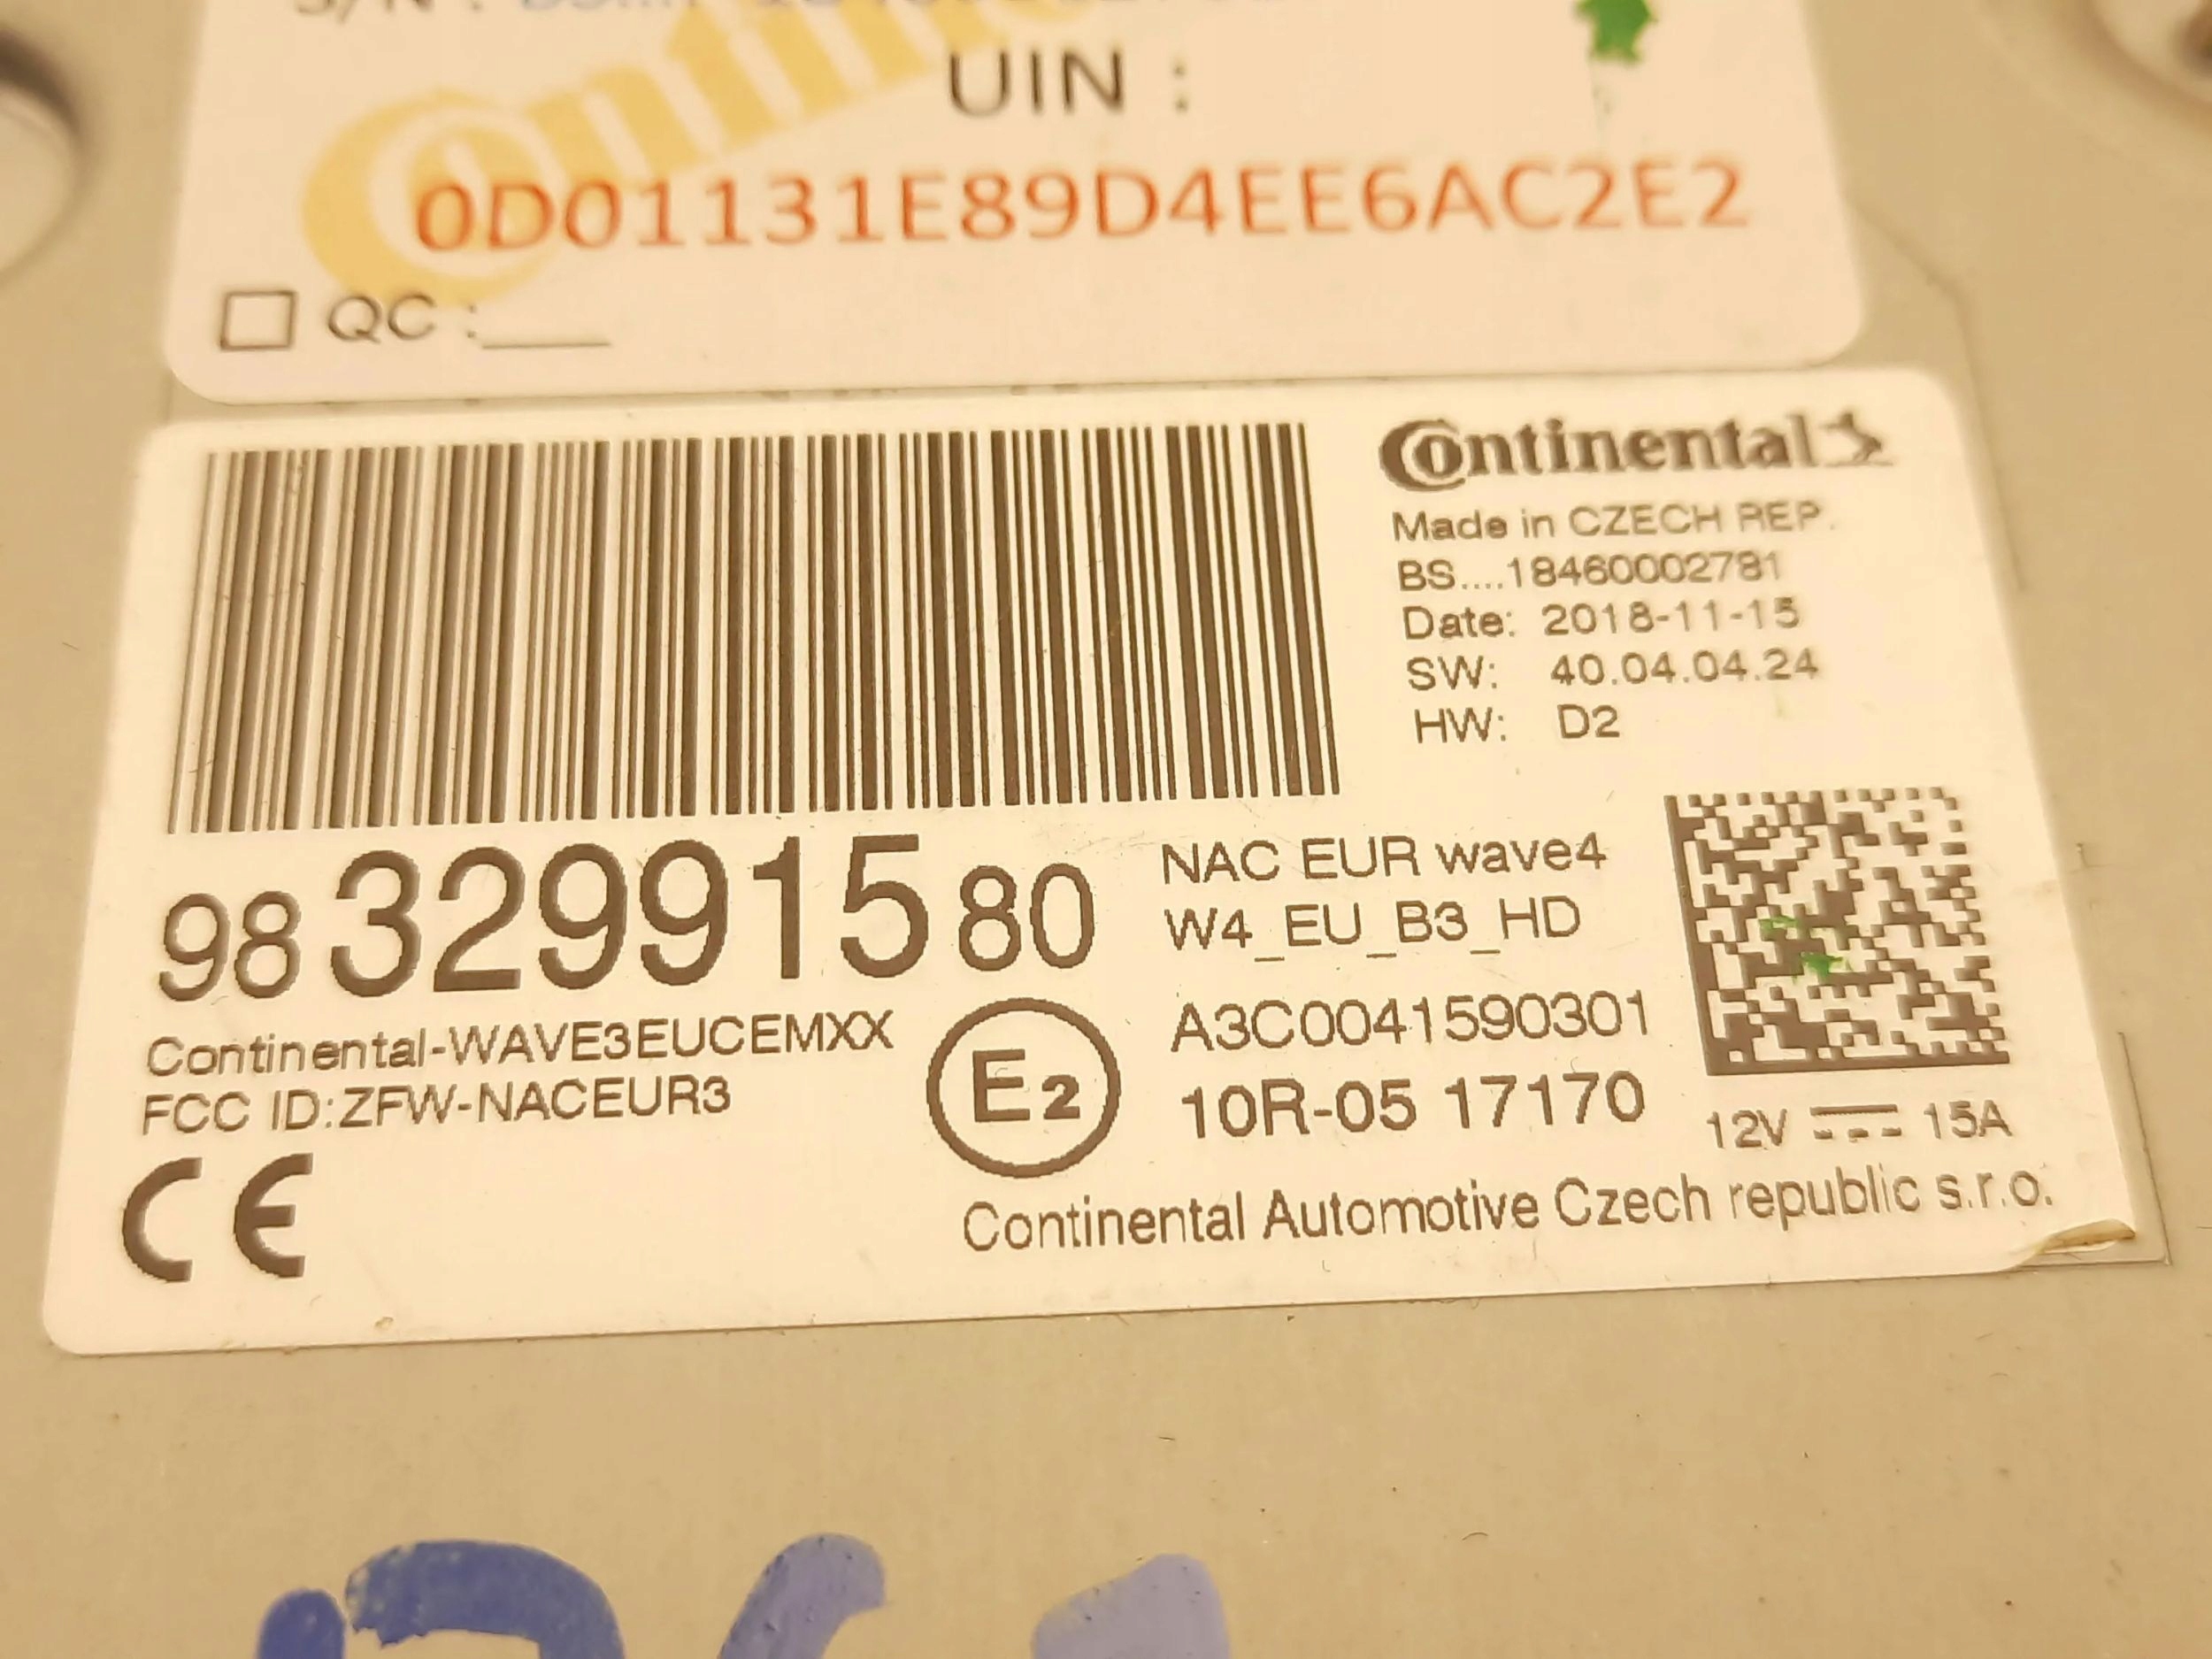 S/N :
UIN :
0D01131E89D4EE6AC2E2
QC :___
Continental
Made in CZECH REP.
BS....18460002781
Date: 2018-11-15
SW: 40.04.04.24
HW: D2
98 329915 80
NAC EUR wave4
W4_EU_B3_HD
Continental-WAVE3EUCEMXX
FCC ID:ZFW-NACEUR3
E2
A3C0041590301
10R-05 17170
12V 15A
CE
Continental Automotive Czech republic s.r.o.